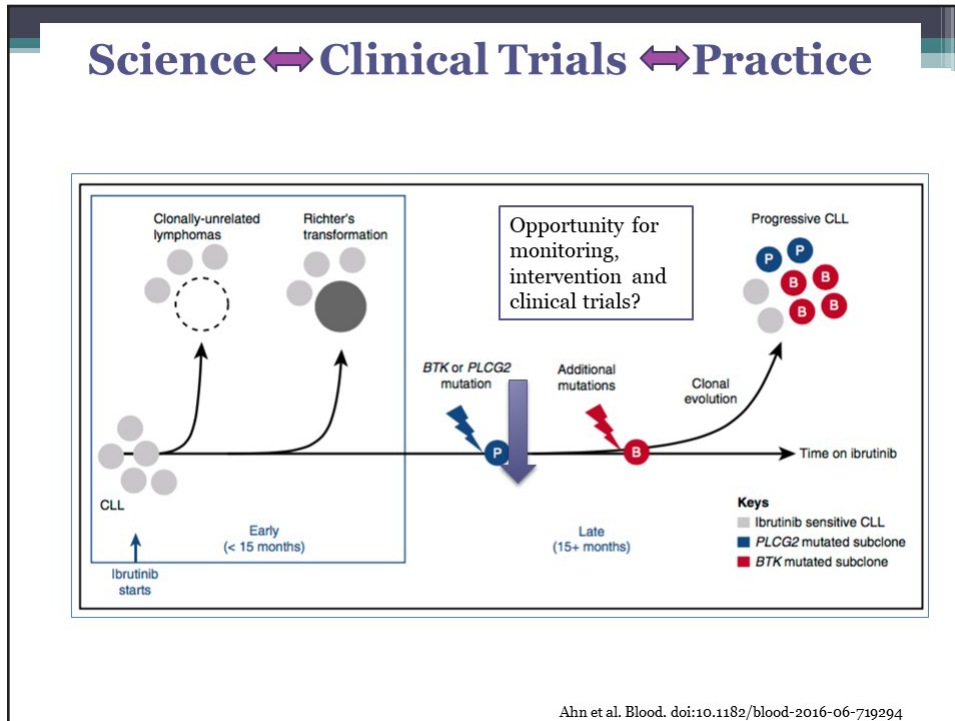 Science ⇔ Clinical Trials ⇔ Practice
Clonally-unrelated
lymphomas
Richter's
transformation
Opportunity for
monitoring,
intervention and
clinical trials?
Progressive CLL
P
P
B
B
B
B
B
BTK or PLCG2
mutation
Additional
mutations
Clonal
evolution
P
B
Time on ibrutinib
CLL
Early
(< 15 months)
Late
(15+ months)
Ibrutinib
starts
Keys
Ibrutinib sensitive CLL
PLCG2 mutated subclone
BTK mutated subclone
Ahn et al. Blood. doi:10.1182/blood-2016-06-719294